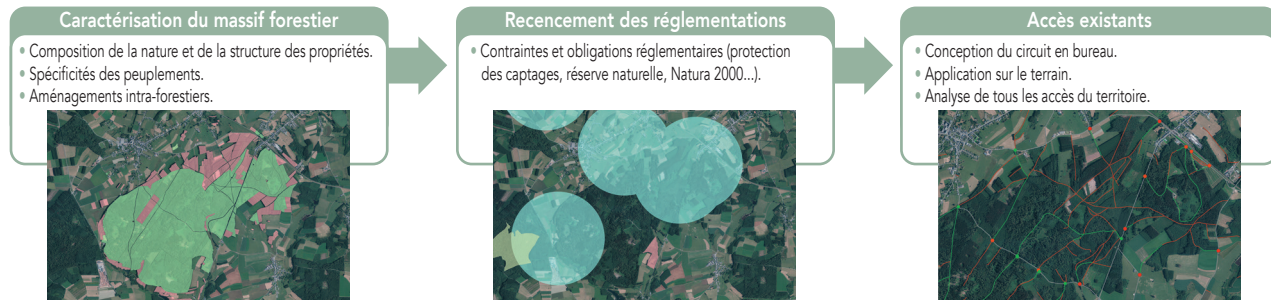 Caractérisation du massif forestier
• Composition de la nature et de la structure des propriétés.
• Spécificités des peuplements.
• Aménagements intra-forestiers.
Recencement des réglementations
• Contraintes et obligations réglementaires (protection
des captages, réserve naturelle, Natura 2000...).
Accès existants
• Conception du circuit en bureau.
• Application sur le terrain.
• Analyse de tous les accès du territoire.